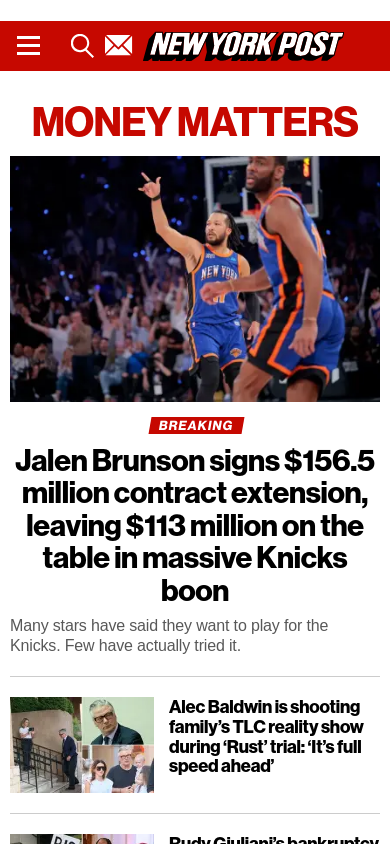 NEW YORK POST
MONEY MATTERS
NEW YORK
BREAKING
Jalen Brunson signs $156.5
million contract extension,
leaving $113 million on the
table in massive Knicks
boon
Many stars have said they want to play for the
Knicks. Few have actually tried it.
Alec Baldwin is shooting
family’s TLC reality show
during ‘Rust’ trial: ‘It’s full
speed ahead’
Rudy Giuliani’s bankruptcy